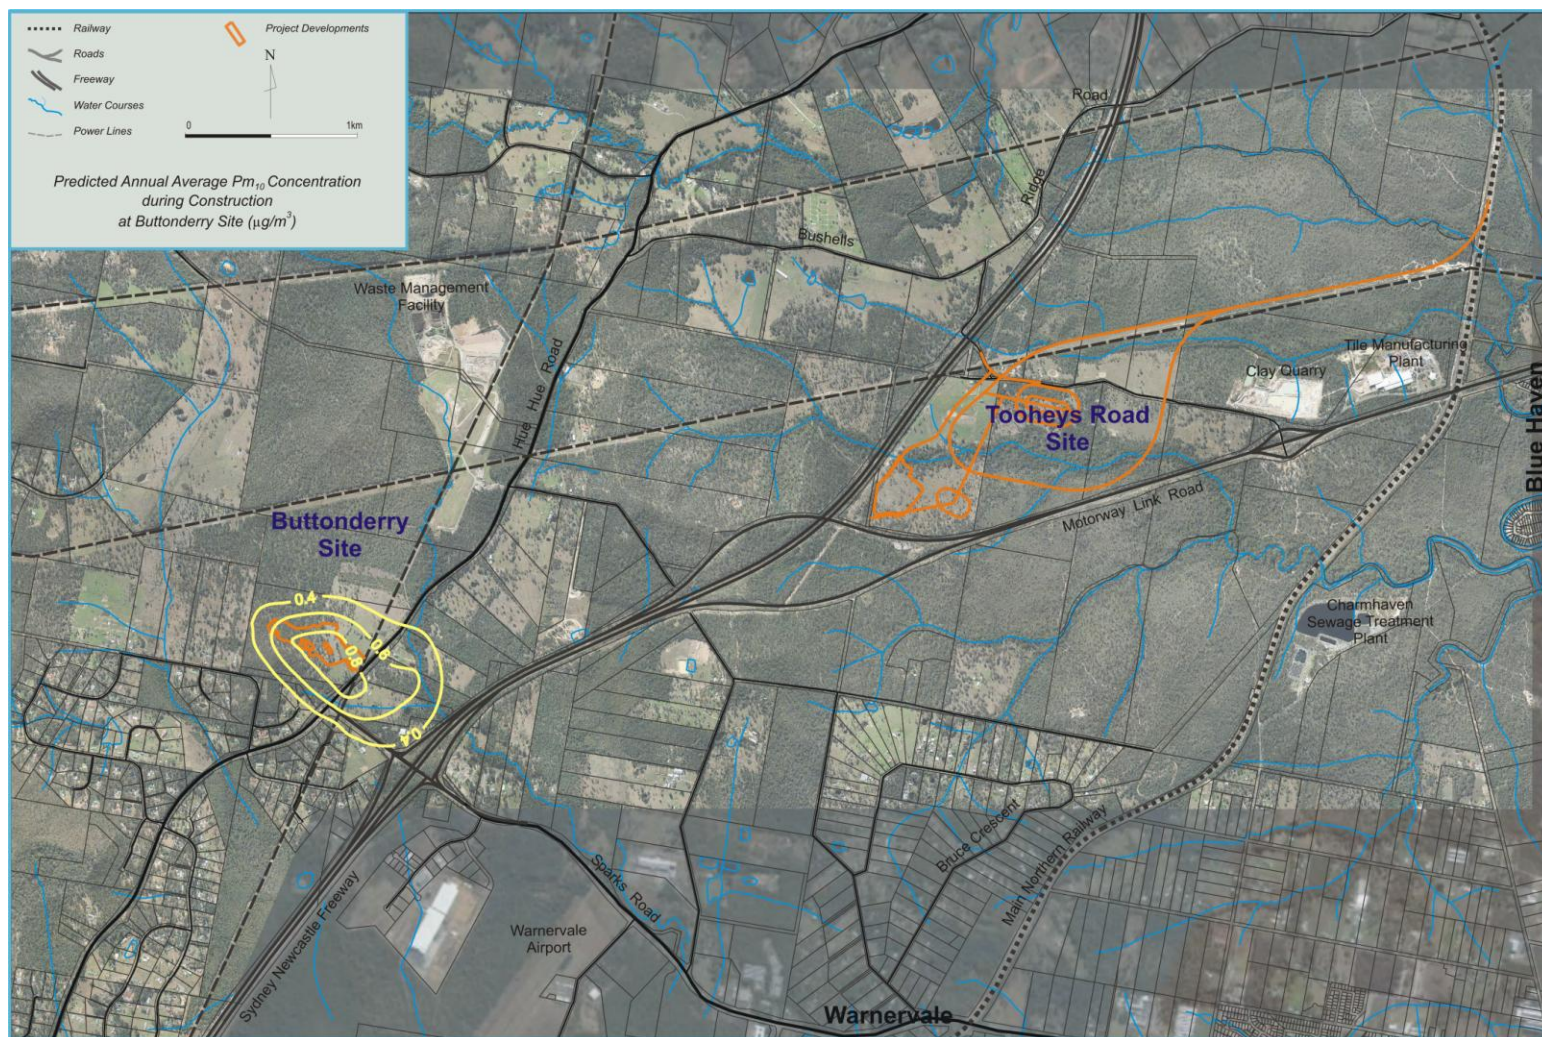 Railway
Roads
Freeway
Water Courses
Power Lines
Project Developments
N
0 1km
Predicted Annual Average Pm₁₀ Concentration
during Construction
at Buttonderry Site (µg/m³)
Road
Ridge
Bushells
Waste Management
Facility
Hue Hue Road
Tile Manufacturing
Plant
Clay Quarry
Tooheys Road
Site
Blue Haven
Motorway Link Road
Buttonderry
Site
0.4
0.6
0.8
0.4
Charmhaven
Sewage Treatment
Plant
Bruce Crescent
Main Northern Railway
Sparks Road
Sydney Newcastle Freeway
Warnervale
Airport
Warnervale